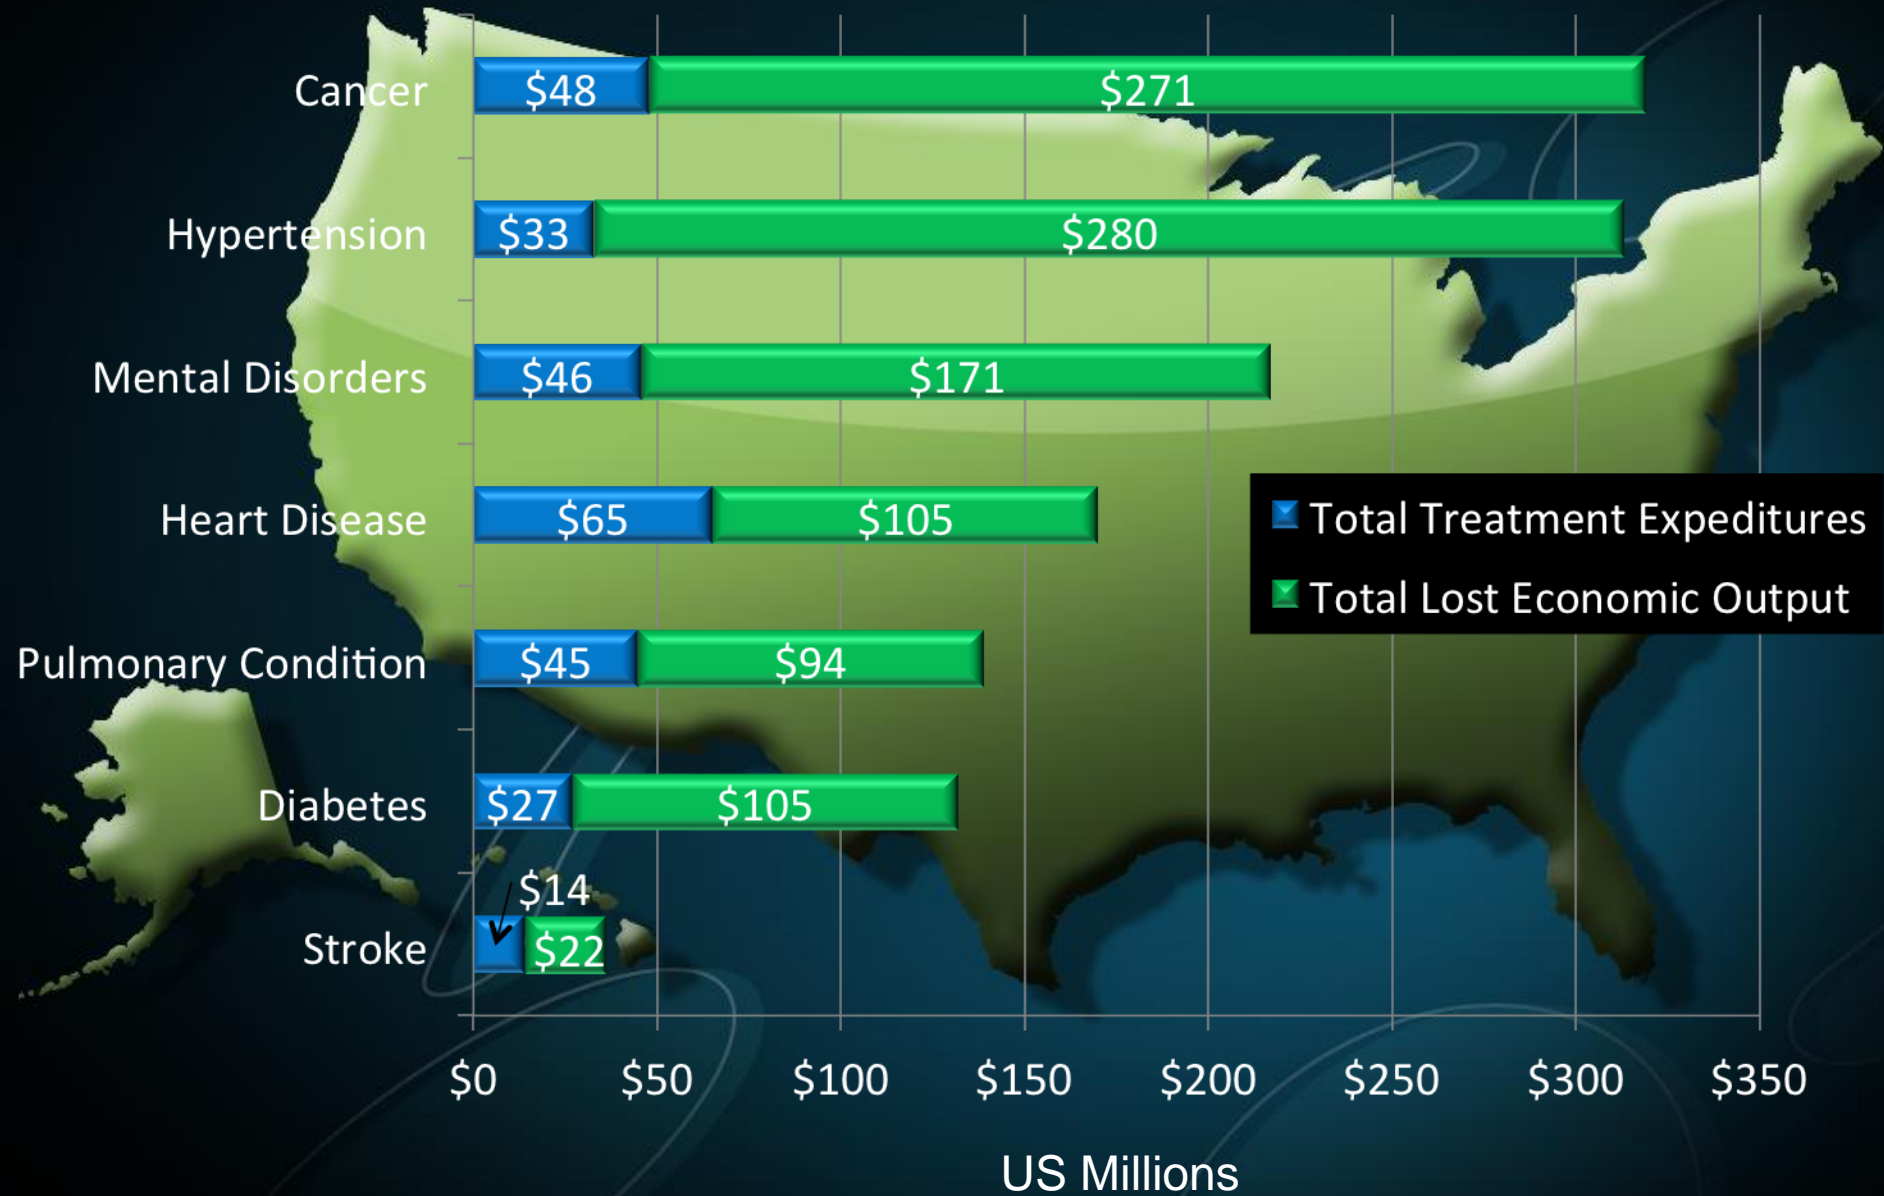 Cancer $48 $271
Hypertension $33 $280
Mental Disorders $46 $171
Heart Disease $65 $105
Total Treatment Expeditures
Total Lost Economic Output
Pulmonary Condition $45 $94
Diabetes $27 $105
$14
Stroke $22
$0 $50 $100 $150 $200 $250 $300 $350
US Millions